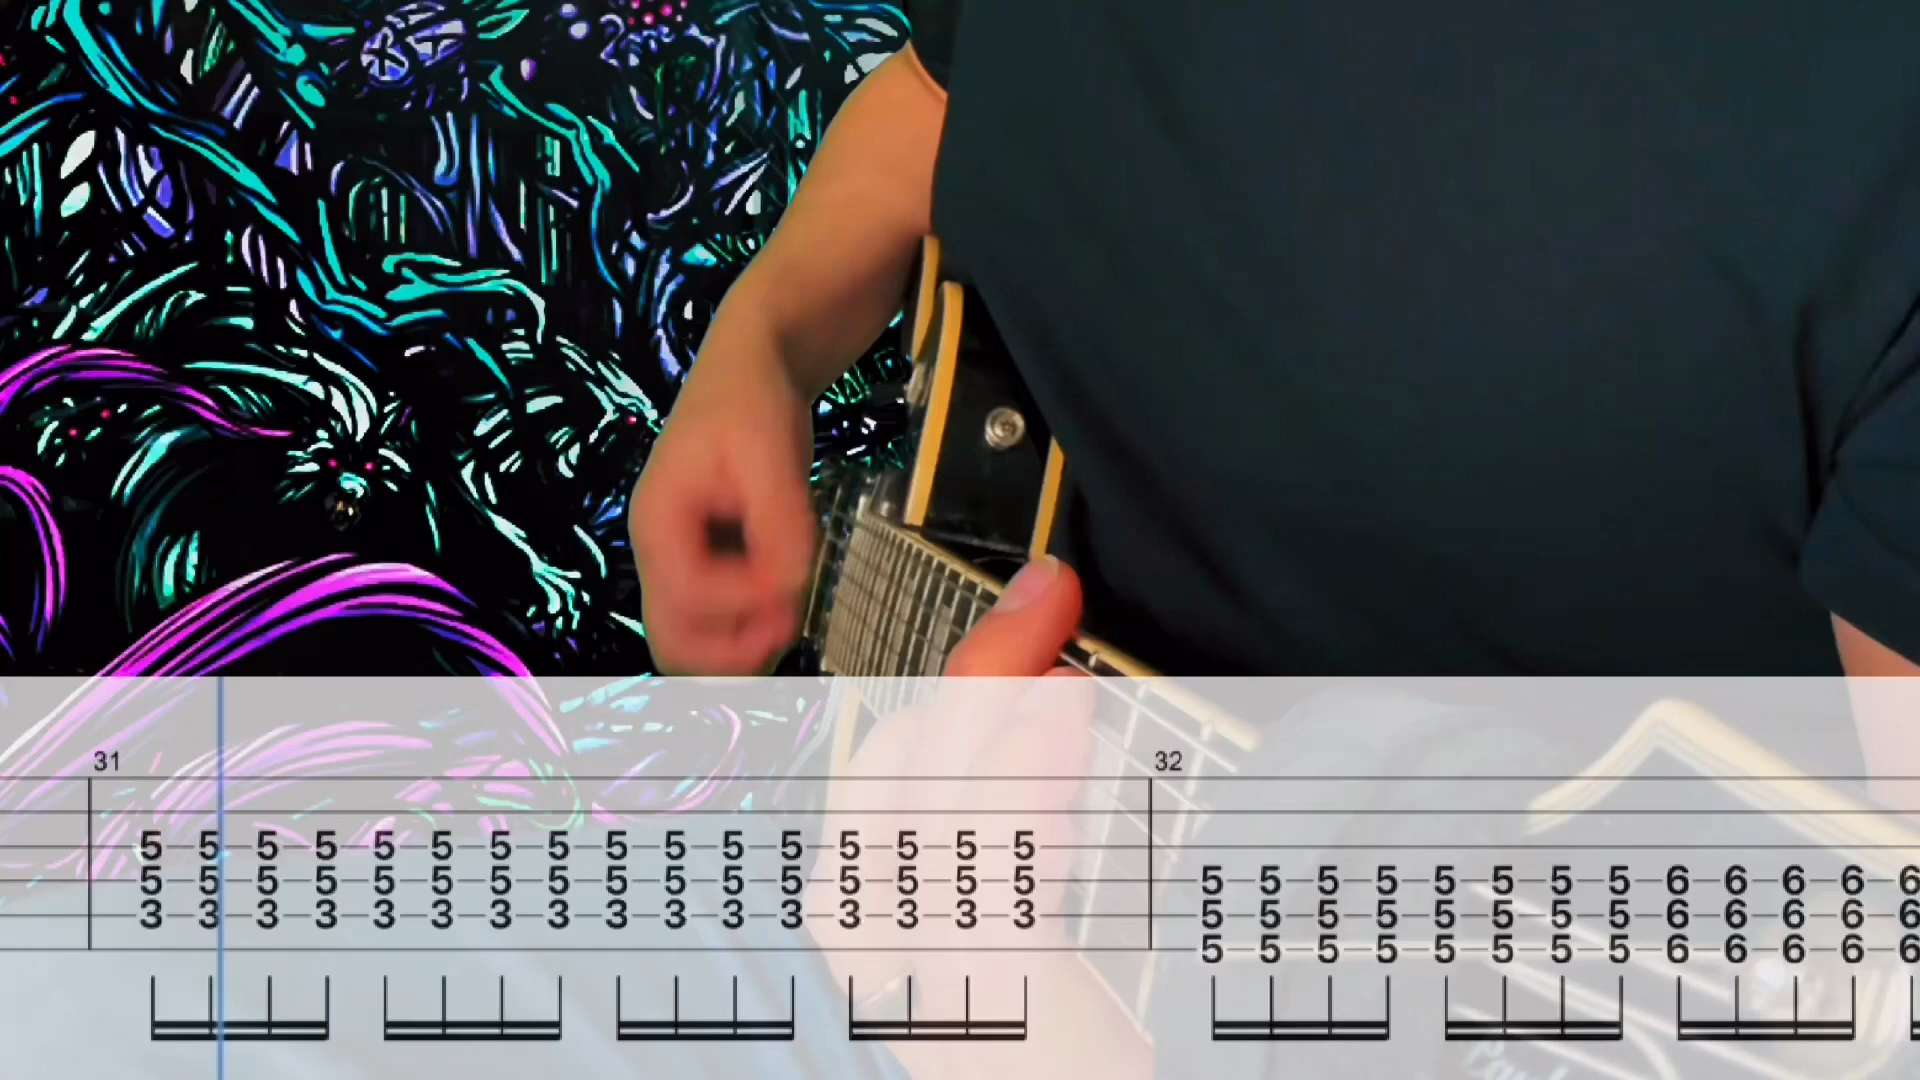 31 32
5 5 5 5 5 5 5 5 5 5 5 5 5 5 5 5
5 5 5 5 5 5 5 5 5 5 5 5 5 5 5 5 5 5 5 5 5 5 5 5 6 6 6 6 6
3 3 3 3 3 3 3 3 3 3 3 3 3 3 3 3 5 5 5 5 5 5 5 5 6 6 6 6 6
5 5 5 5 5 5 5 5 6 6 6 6 6